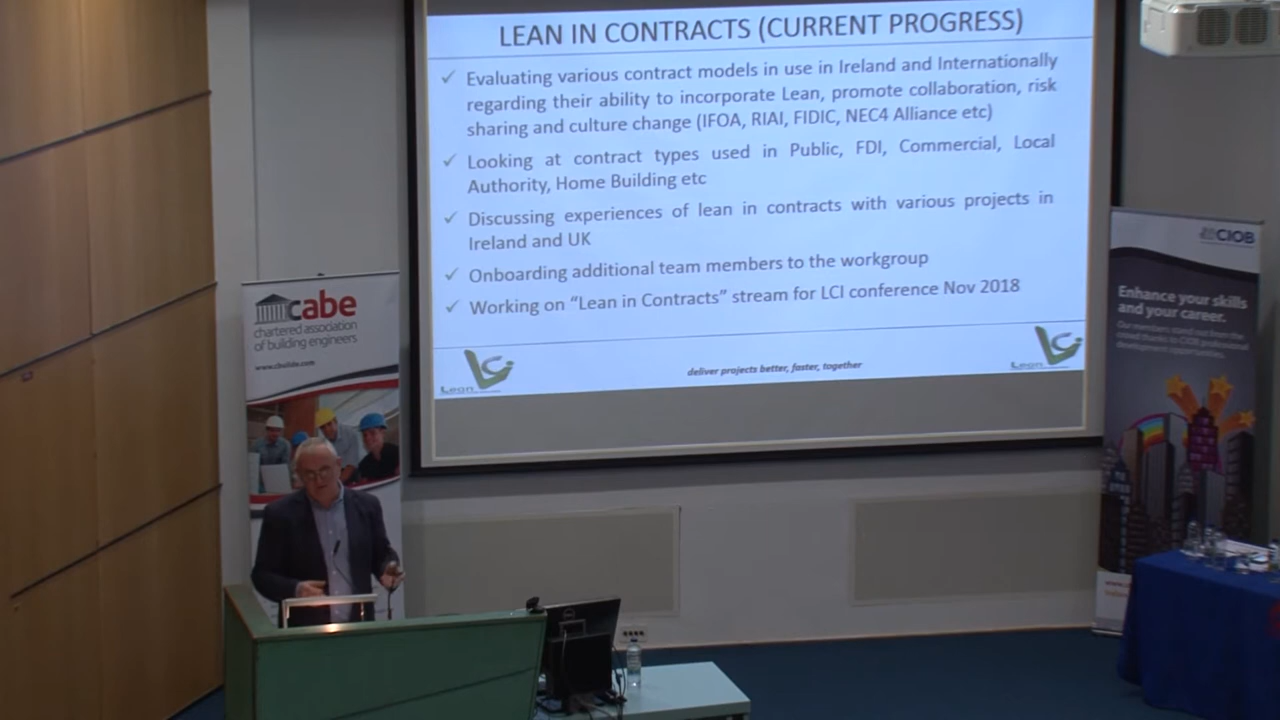 LEAN IN CONTRACTS (CURRENT PROGRESS)
✓ Evaluating various contract models in use in Ireland and Internationally
regarding their ability to incorporate Lean, promote collaboration, risk
sharing and culture change (IFOA, RIAI, FIDIC, NEC4 Alliance etc)
✓ Looking at contract types used in Public, FDI, Commercial, Local
Authority, Home Building etc
✓ Discussing experiences of lean in contracts with various projects in
Ireland and UK
✓ Onboarding additional team members to the workgroup
✓ Working on “Lean in Contracts” stream for LCI conference Nov 2018
LCi
Lean
deliver projects better, faster, together
LCi
Lean
cabe
chartered association
of building engineers
CIOB
Enhance your skills
and your career.